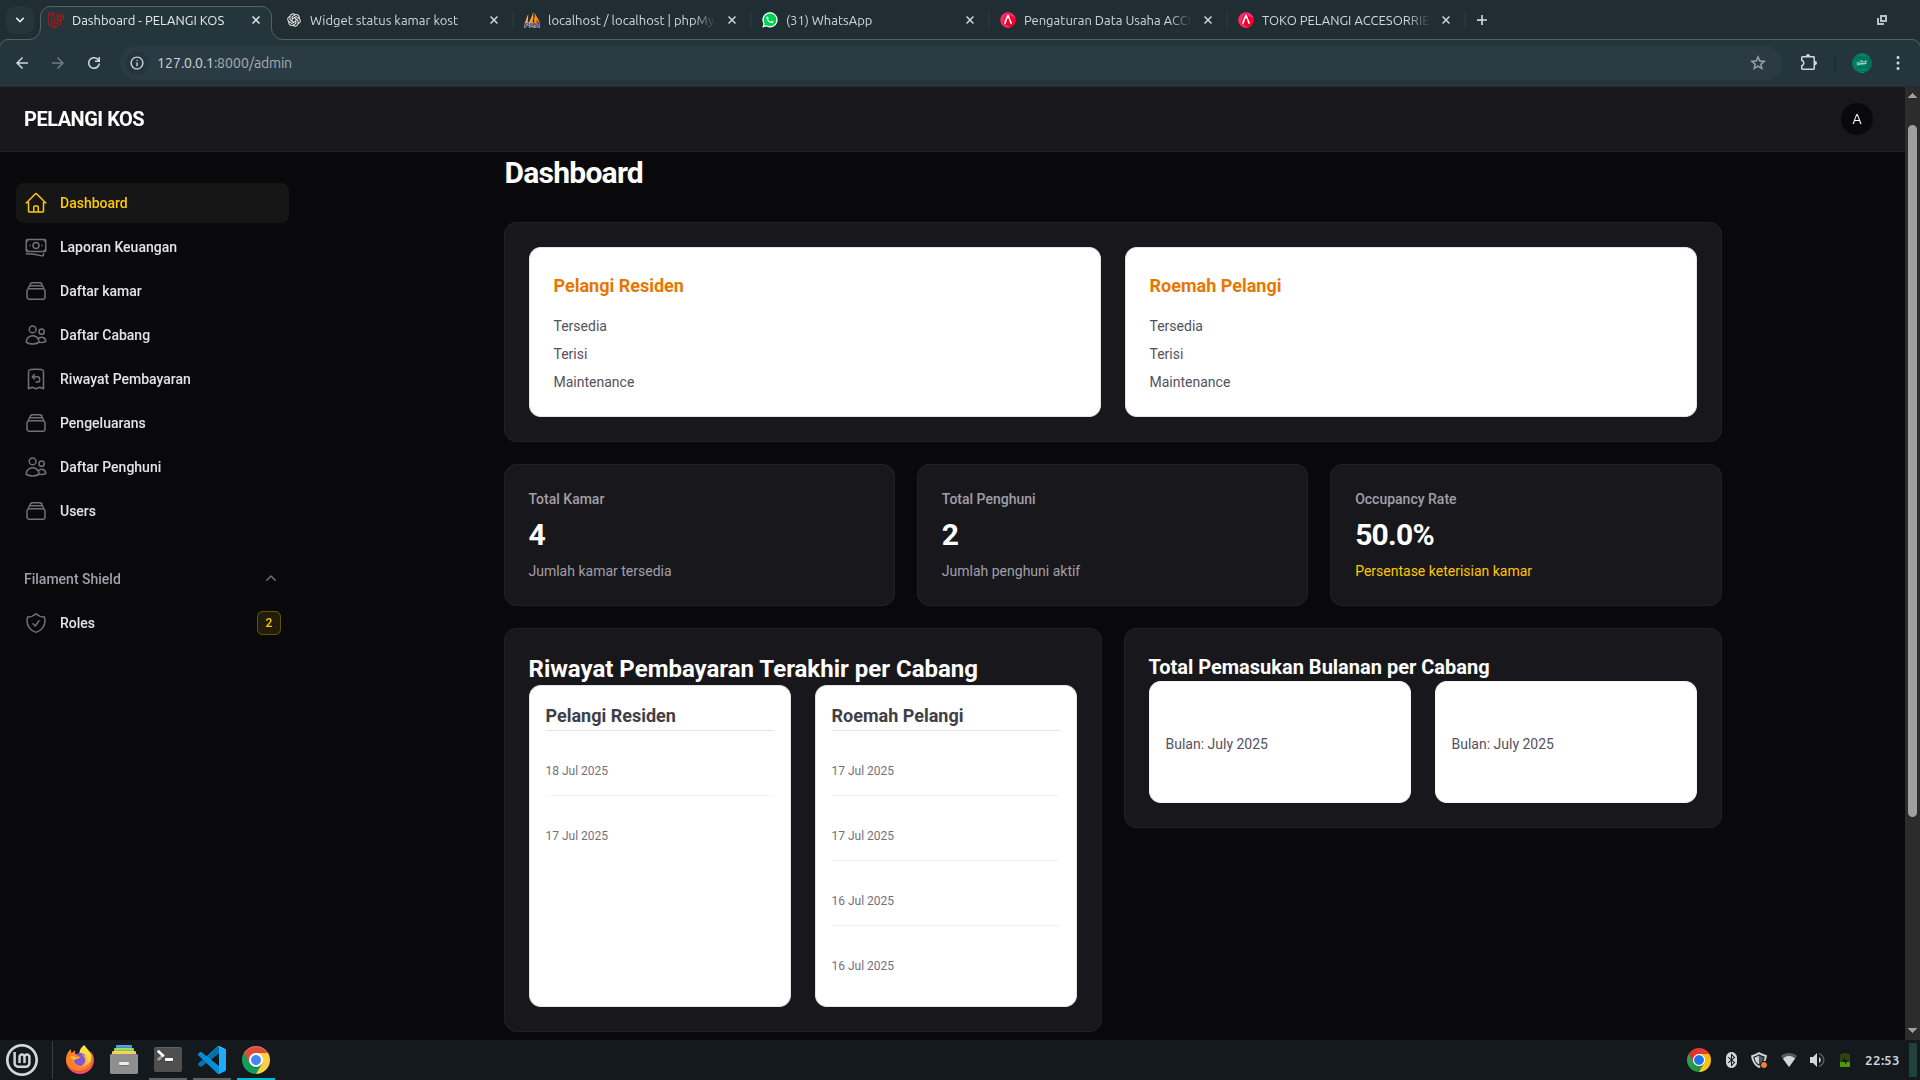 Dashboard - PELANGI KOS
Widget status kamar kost
localhost / localhost | phpMy
(31) WhatsApp
Pengaturan Data Usaha ACC
TOKO PELANGI ACCESORRIE
127.0.0.1:8000/admin
PELANGI KOS
A
Dashboard
Laporan Keuangan
Daftar kamar
Daftar Cabang
Riwayat Pembayaran
Pengeluarans
Daftar Penghuni
Users
Filament Shield
Roles
2
Dashboard
Pelangi Residen
Tersedia
Terisi
Maintenance
Roemah Pelangi
Tersedia
Terisi
Maintenance
Total Kamar
4
Jumlah kamar tersedia
Total Penghuni
2
Jumlah penghuni aktif
Occupancy Rate
50.0%
Persentase keterisian kamar
Riwayat Pembayaran Terakhir per Cabang
Pelangi Residen
18 Jul 2025
17 Jul 2025
Roemah Pelangi
17 Jul 2025
17 Jul 2025
16 Jul 2025
16 Jul 2025
Total Pemasukan Bulanan per Cabang
Bulan: July 2025
Bulan: July 2025
22:53